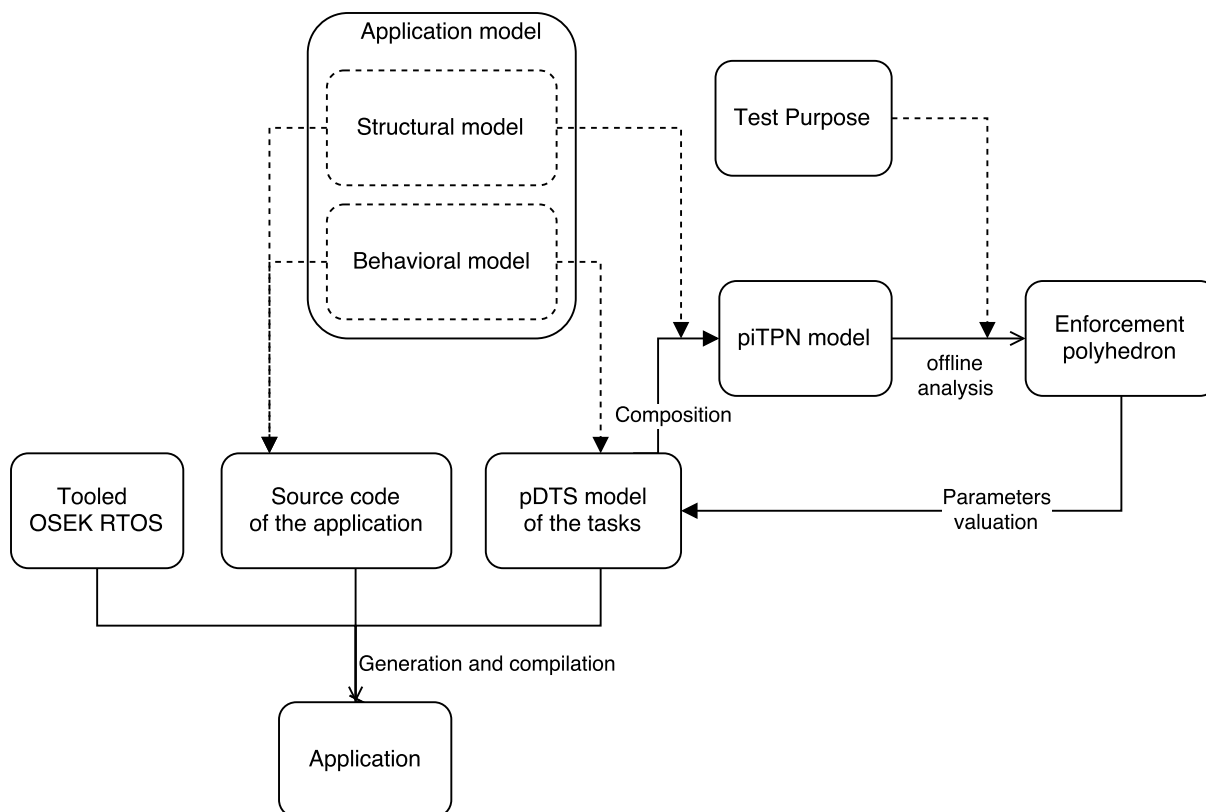 Application model
Structural model
Test Purpose
Behavioral model
piTPN model
Enforcement
polyhedron
offline
analysis
Composition
Tooled
OSEK RTOS
Source code
of the application
pDTS model
of the tasks
Parameters
valuation
Generation and compilation
Application